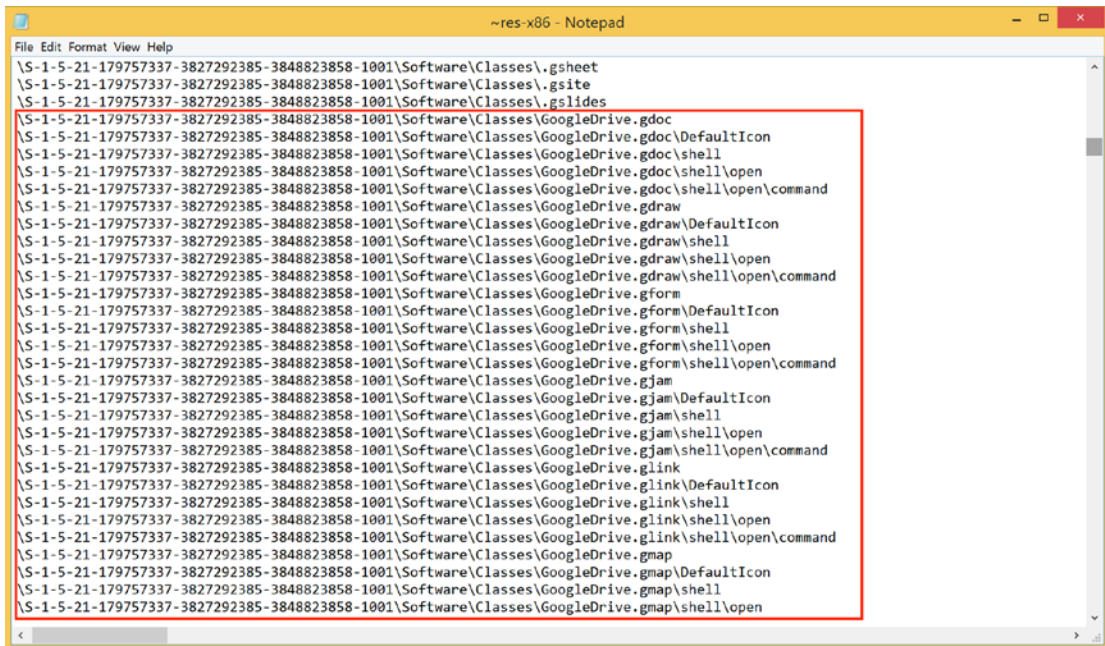 ~res-x86 - Notepad
File Edit Format View Help
\S-1-5-21-179757337-3827292385-3848823858-1001\Software\Classes\.gsheet
\S-1-5-21-179757337-3827292385-3848823858-1001\Software\Classes\.gsite
\S-1-5-21-179757337-3827292385-3848823858-1001\Software\Classes\.gslides
\S-1-5-21-179757337-3827292385-3848823858-1001\Software\Classes\GoogleDrive.gdoc
\S-1-5-21-179757337-3827292385-3848823858-1001\Software\Classes\GoogleDrive.gdoc\DefaultIcon
\S-1-5-21-179757337-3827292385-3848823858-1001\Software\Classes\GoogleDrive.gdoc\shell
\S-1-5-21-179757337-3827292385-3848823858-1001\Software\Classes\GoogleDrive.gdoc\shell\open
\S-1-5-21-179757337-3827292385-3848823858-1001\Software\Classes\GoogleDrive.gdoc\shell\open\command
\S-1-5-21-179757337-3827292385-3848823858-1001\Software\Classes\GoogleDrive.gdraw
\S-1-5-21-179757337-3827292385-3848823858-1001\Software\Classes\GoogleDrive.gdraw\DefaultIcon
\S-1-5-21-179757337-3827292385-3848823858-1001\Software\Classes\GoogleDrive.gdraw\shell
\S-1-5-21-179757337-3827292385-3848823858-1001\Software\Classes\GoogleDrive.gdraw\shell\open
\S-1-5-21-179757337-3827292385-3848823858-1001\Software\Classes\GoogleDrive.gdraw\shell\open\command
\S-1-5-21-179757337-3827292385-3848823858-1001\Software\Classes\GoogleDrive.gform
\S-1-5-21-179757337-3827292385-3848823858-1001\Software\Classes\GoogleDrive.gform\DefaultIcon
\S-1-5-21-179757337-3827292385-3848823858-1001\Software\Classes\GoogleDrive.gform\shell
\S-1-5-21-179757337-3827292385-3848823858-1001\Software\Classes\GoogleDrive.gform\shell\open
\S-1-5-21-179757337-3827292385-3848823858-1001\Software\Classes\GoogleDrive.gform\shell\open\command
\S-1-5-21-179757337-3827292385-3848823858-1001\Software\Classes\GoogleDrive.gjam
\S-1-5-21-179757337-3827292385-3848823858-1001\Software\Classes\GoogleDrive.gjam\DefaultIcon
\S-1-5-21-179757337-3827292385-3848823858-1001\Software\Classes\GoogleDrive.gjam\shell
\S-1-5-21-179757337-3827292385-3848823858-1001\Software\Classes\GoogleDrive.gjam\shell\open
\S-1-5-21-179757337-3827292385-3848823858-1001\Software\Classes\GoogleDrive.gjam\shell\open\command
\S-1-5-21-179757337-3827292385-3848823858-1001\Software\Classes\GoogleDrive.glink
\S-1-5-21-179757337-3827292385-3848823858-1001\Software\Classes\GoogleDrive.glink\DefaultIcon
\S-1-5-21-179757337-3827292385-3848823858-1001\Software\Classes\GoogleDrive.glink\shell
\S-1-5-21-179757337-3827292385-3848823858-1001\Software\Classes\GoogleDrive.glink\shell\open
\S-1-5-21-179757337-3827292385-3848823858-1001\Software\Classes\GoogleDrive.glink\shell\open\command
\S-1-5-21-179757337-3827292385-3848823858-1001\Software\Classes\GoogleDrive.gmap
\S-1-5-21-179757337-3827292385-3848823858-1001\Software\Classes\GoogleDrive.gmap\DefaultIcon
\S-1-5-21-179757337-3827292385-3848823858-1001\Software\Classes\GoogleDrive.gmap\shell
\S-1-5-21-179757337-3827292385-3848823858-1001\Software\Classes\GoogleDrive.gmap\shell\open